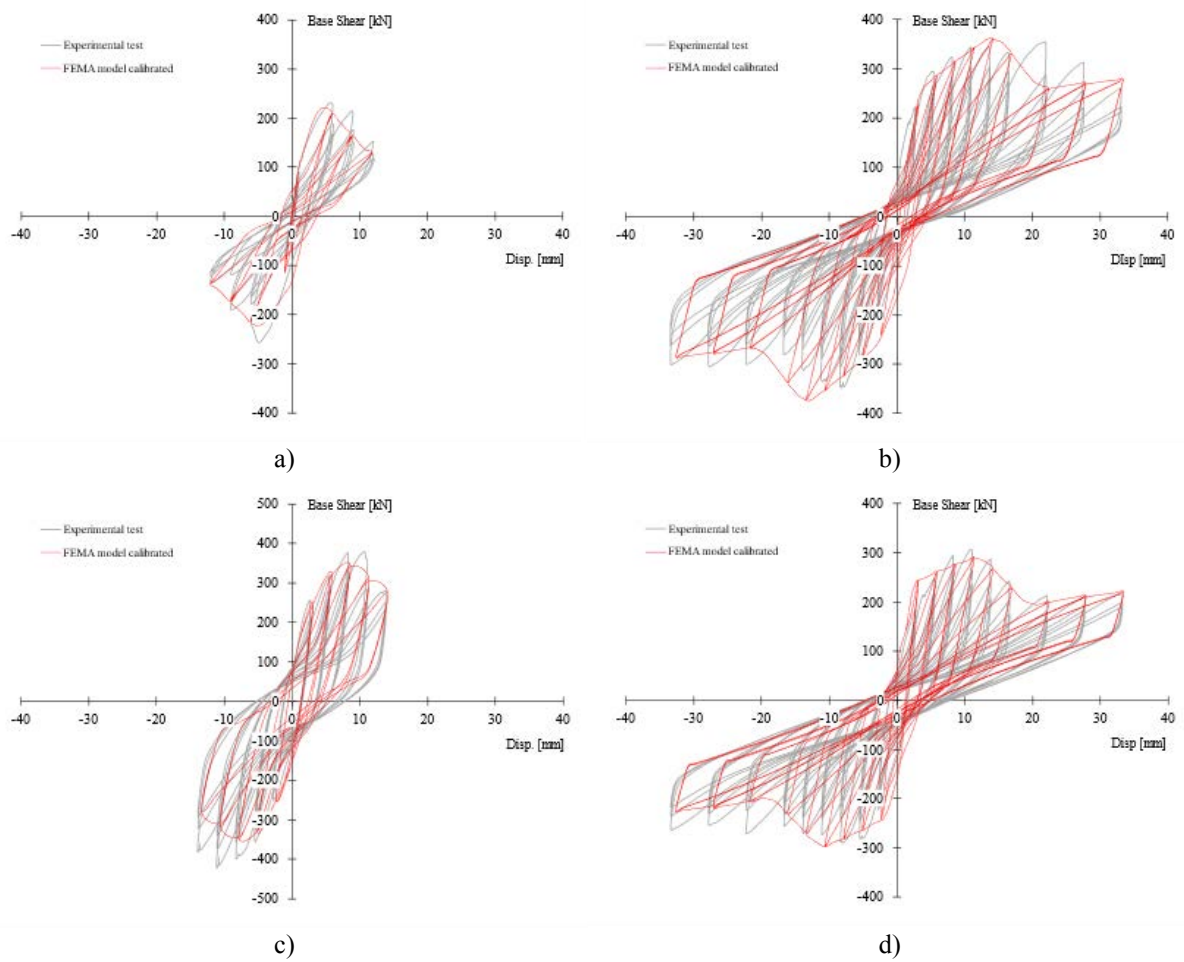 Base Shear [kN]
Experimental test
FEMA model calibrated
400
300
200
100
0
-100
-200
-300
-400
-40 -30 -20 -10 0 10 20 30 40
Disp. [mm]
a)
Base Shear [kN]
Experimental test
FEMA model calibrated
400
300
200
100
0
-100
-200
-300
-400
-40 -30 -20 -10 0 10 20 30 40
DIsp [mm]
b)
Base Shear [kN]
Experimental test
FEMA model calibrated
500
400
300
200
100
0
-100
-200
-300
-400
-500
-40 -30 -20 -10 0 10 20 30 40
Disp. [mm]
c)
Base Shear [kN]
Experimental test
FEMA model calibrated
400
300
200
100
0
-100
-200
-300
-400
-40 -30 -20 -10 0 10 20 30 40
Disp [mm]
d)